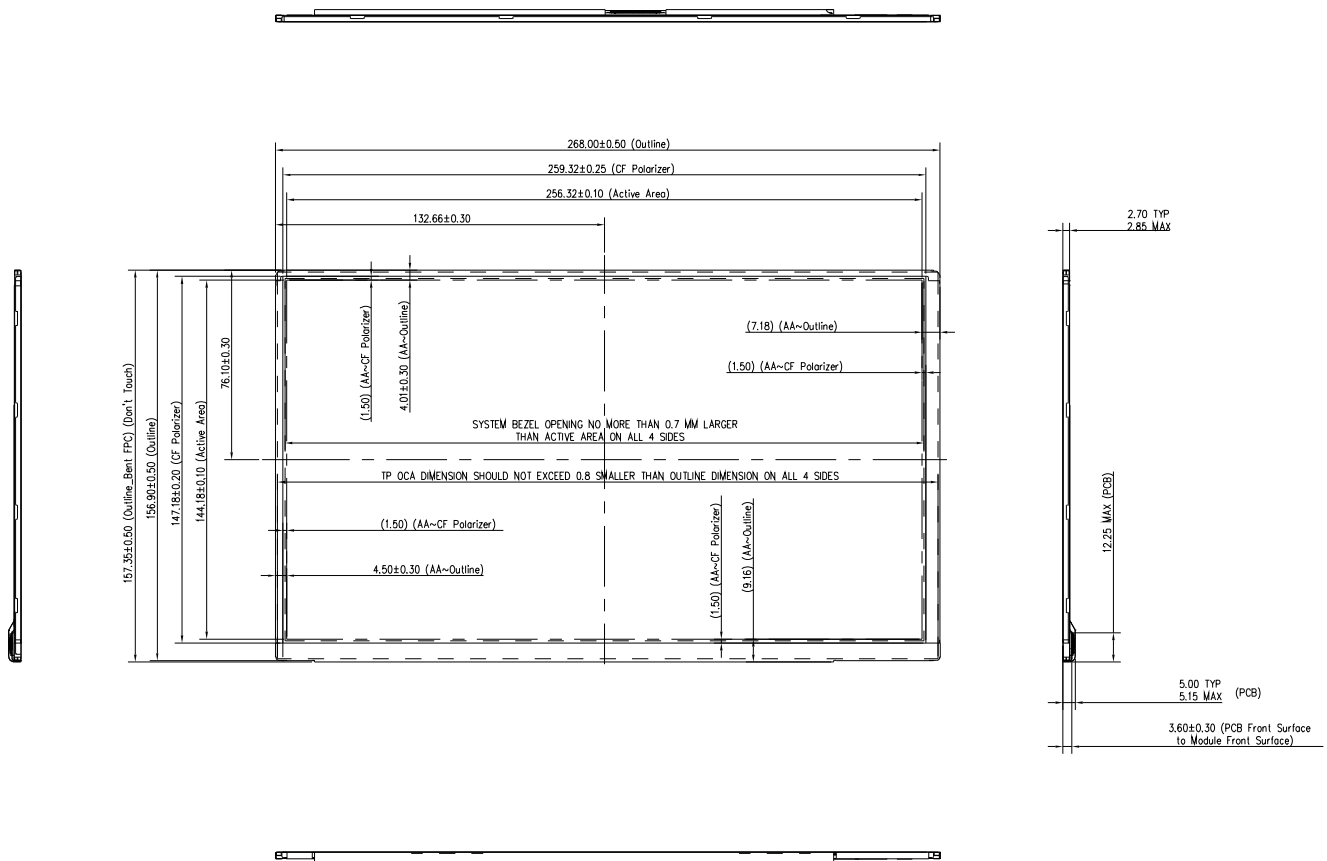 268.00±0.50 (Outline)
259.32±0.25 (CF Polarizer)
256.32±0.10 (Active Area)
132.66±0.30
2.70 TYP
2.85 MAX
157.35±0.50 (Outline_Bent FPC) (Don't Touch)
156.90±0.50 (Outline)
147.18±0.20 (CF Polarizer)
144.18±0.10 (Active Area)
76.10±0.30
(1.50) (AA~CF Polarizer)
4.01±0.30 (AA~Outline)
(7.18) (AA~Outline)
(1.50) (AA~CF Polarizer)
SYSTEM BEZEL OPENING NO MORE THAN 0.7 MM LARGER
THAN ACTIVE AREA ON ALL 4 SIDES
TP OCA DIMENSION SHOULD NOT EXCEED 0.8 SMALLER THAN OUTLINE DIMENSION ON ALL 4 SIDES
(1.50) (AA~CF Polarizer)
4.50±0.30 (AA~Outline)
(1.50) (AA~CF Polarizer)
(9.16) (AA~Outline)
12.25 MAX (PCB)
5.00 TYP
5.15 MAX (PCB)
3.60±0.30 (PCB Front Surface
to Module Front Surface)